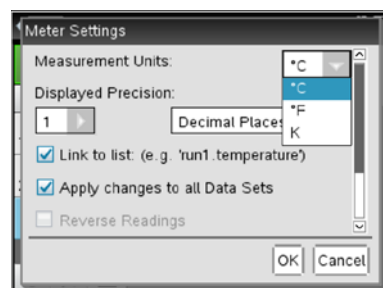 Meter Settings
Measurement Units:
°C
°C
°F
K
Displayed Precision:
1
Decimal Places
Link to list: (e.g. 'run1.temperature')
Apply changes to all Data Sets
Reverse Readings
OK
Cancel